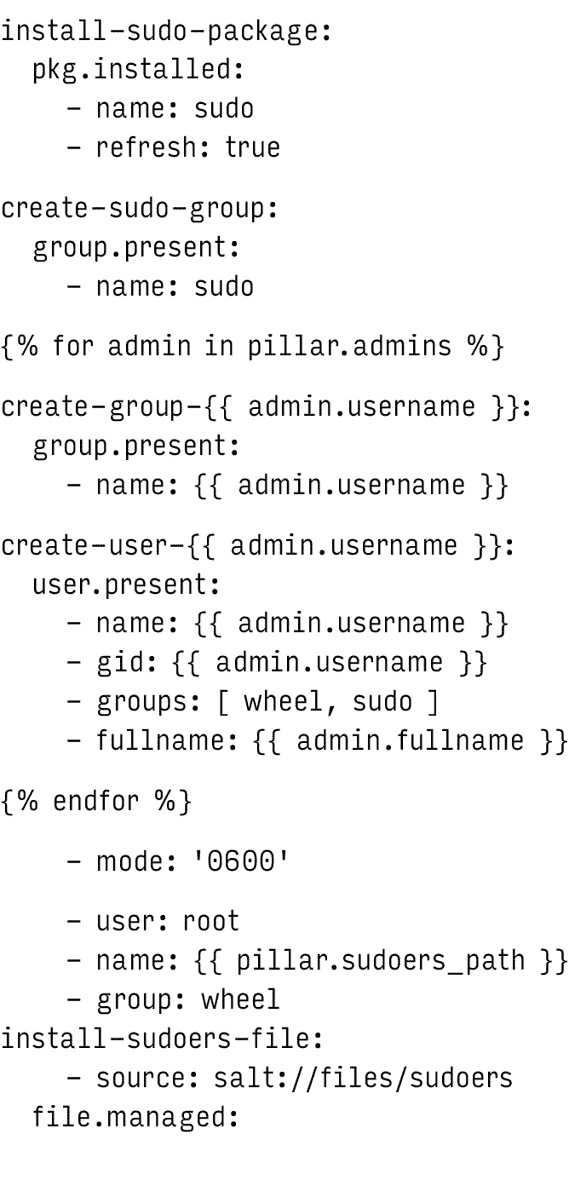 install-sudo-package:
  pkg.installed:
    - name: sudo
    - refresh: true

create-sudo-group:
  group.present:
    - name: sudo

{% for admin in pillar.admins %}

create-group-{{ admin.username }}:
  group.present:
    - name: {{ admin.username }}

create-user-{{ admin.username }}:
  user.present:
    - name: {{ admin.username }}
    - gid: {{ admin.username }}
    - groups: [ wheel, sudo ]
    - fullname: {{ admin.fullname }}

{% endfor %}

    - mode: '0600'

    - user: root
    - name: {{ pillar.sudoers_path }}
    - group: wheel
install-sudoers-file:
    - source: salt://files/sudoers
  file.managed: